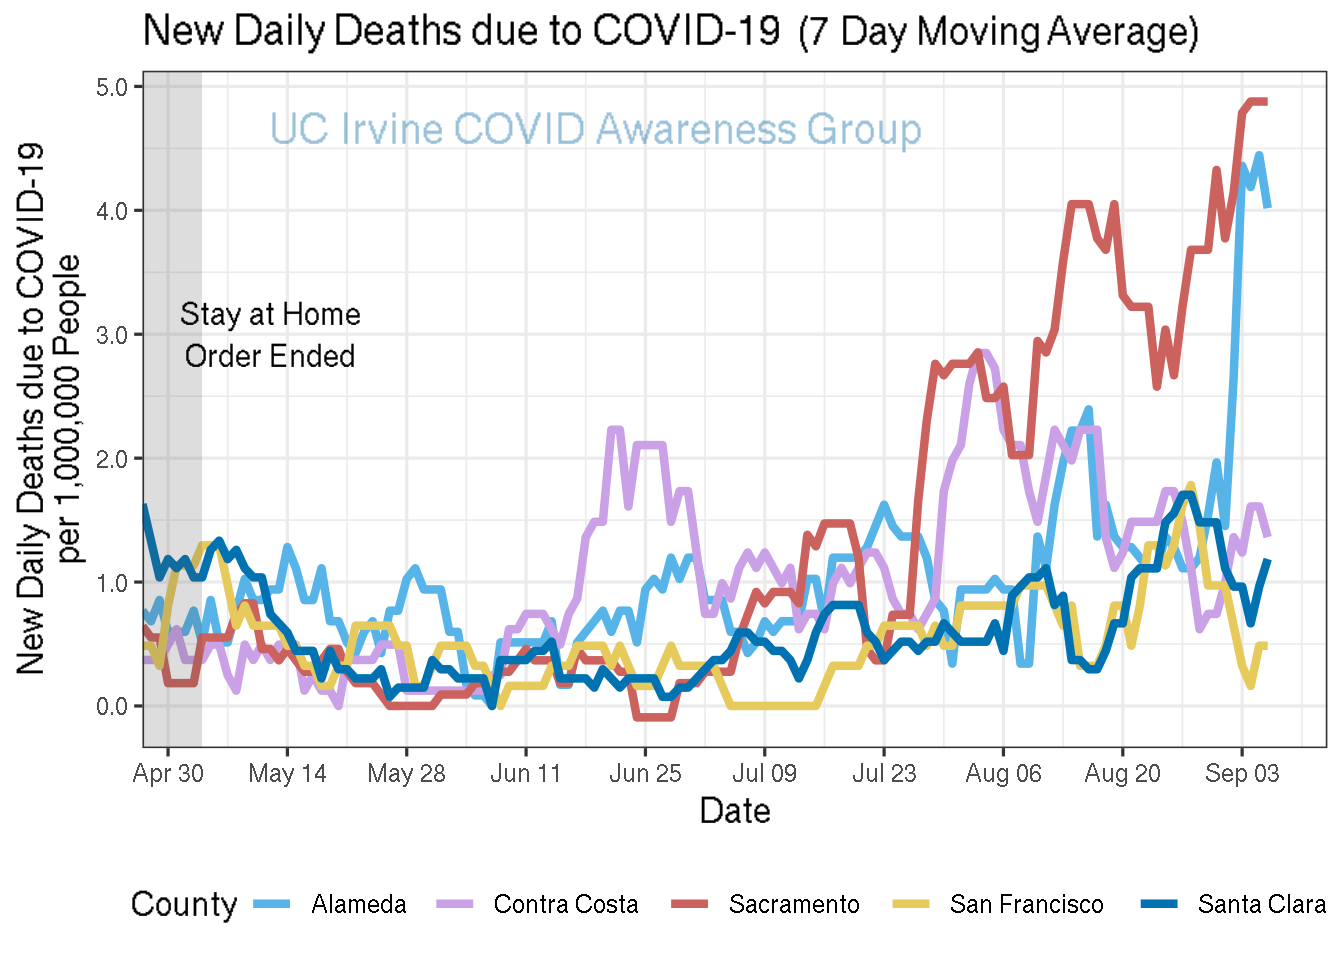 New Daily Deaths due to COVID-19 (7 Day Moving Average)
UC Irvine COVID Awareness Group
Stay at Home
Order Ended
New Daily Deaths due to COVID-19
per 1,000,000 People
5.0
4.0
3.0
2.0
1.0
0.0
Apr 30 May 14 May 28 Jun 11 Jun 25 Jul 09 Jul 23 Aug 06 Aug 20 Sep 03
Date
County Alameda Contra Costa Sacramento San Francisco Santa Clara